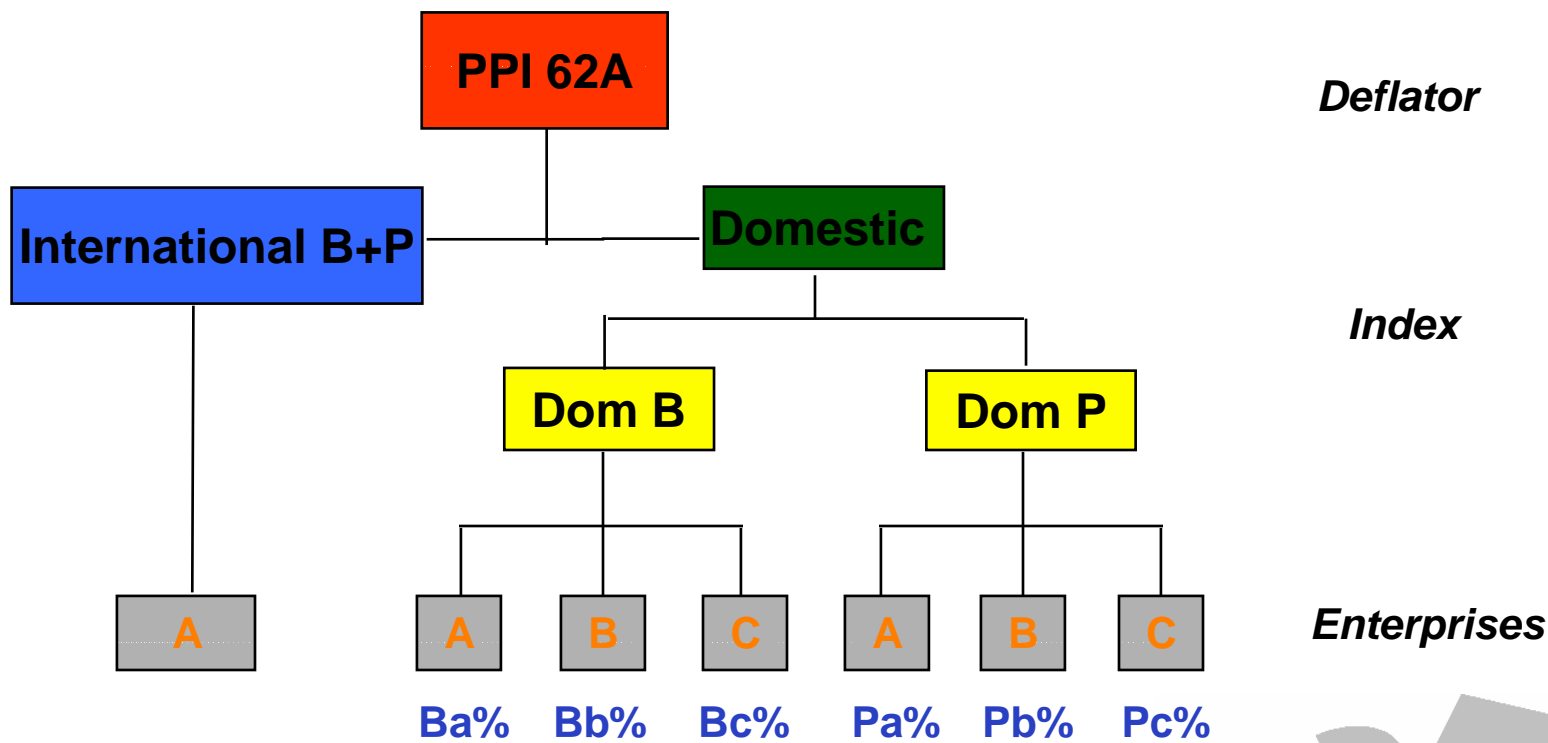 PPI 62A
Deflator
International B+P
Domestic
Index
Dom B
Dom P
A
A
B
C
A
B
C
Enterprises
Ba%
Bb%
Bc%
Pa%
Pb%
Pc%